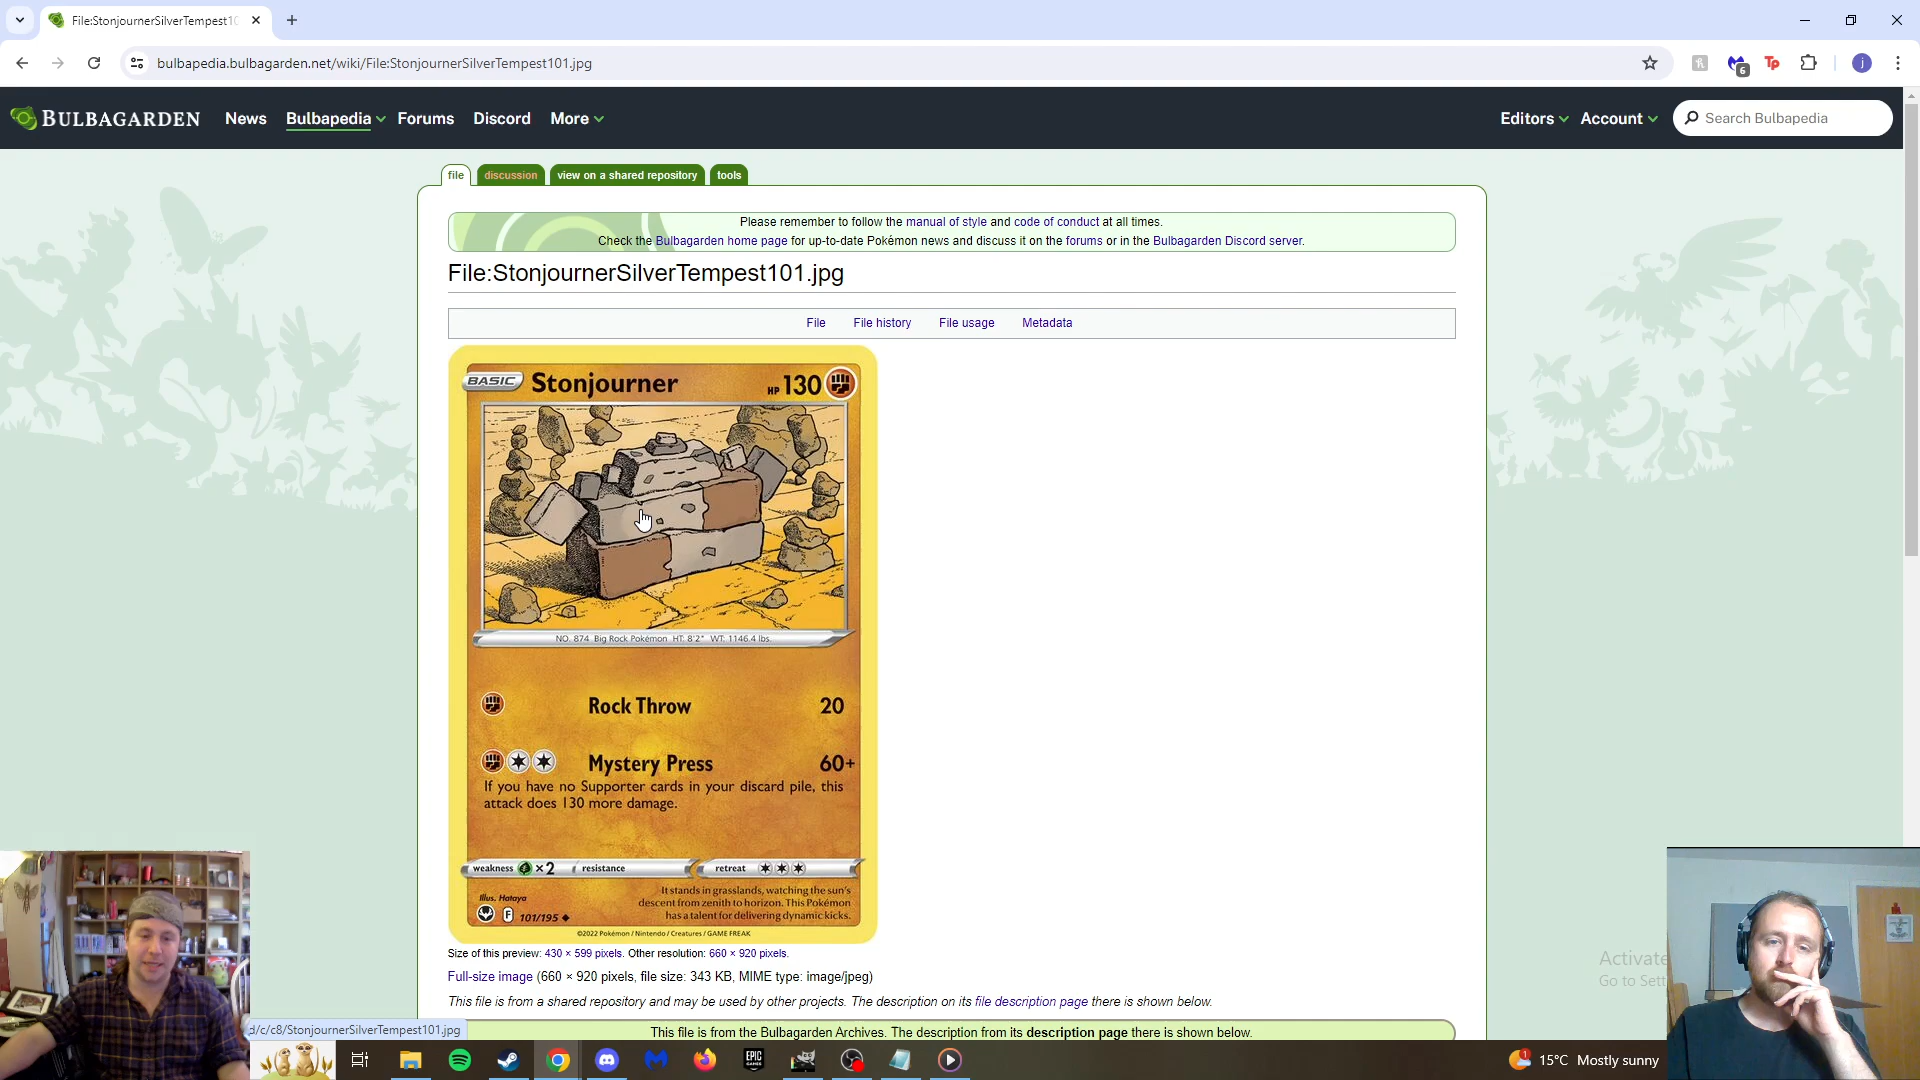 File:StonjournerSilverTempest10
bulbapedia.bulbagarden.net/wiki/File:StonjournerSilverTempest101.jpg
6
Tp
j
BULBAGARDEN
News
Bulbapedia
Forums
Discord
More
Editors
Account
Search Bulbapedia
file
discussion
view on a shared repository
tools
Please remember to follow the manual of style and code of conduct at all times.
Check the Bulbagarden home page for up-to-date Pokémon news and discuss it on the forums or in the Bulbagarden Discord server.
File:StonjournerSilverTempest101.jpg
File
File history
File usage
Metadata
BASIC Stonjourner HP 130
NO. 874 Big Rock Pokémon HT: 8'2" WT: 1146.4 lbs.
Rock Throw 20
Mystery Press 60+
If you have no Supporter cards in your discard pile, this
attack does 130 more damage.
weakness ×2 resistance retreat
It stands in grasslands, watching the sun's
descent from zenith to horizon. This Pokémon
has a talent for delivering dynamic kicks.
Illus. Hataya
F 101/195
©2022 Pokémon / Nintendo / Creatures / GAME FREAK
Size of this preview: 430 × 599 pixels. Other resolution: 660 × 920 pixels.
Full-size image (660 × 920 pixels, file size: 343 KB, MIME type: image/jpeg)
This file is from a shared repository and may be used by other projects. The description on its file description page there is shown below.
This file is from the Bulbagarden Archives. The description from its description page there is shown below.
d/c/c8/StonjournerSilverTempest101.jpg
Activate
Go to Sett
EPIC GAMES
1
15°C Mostly sunny